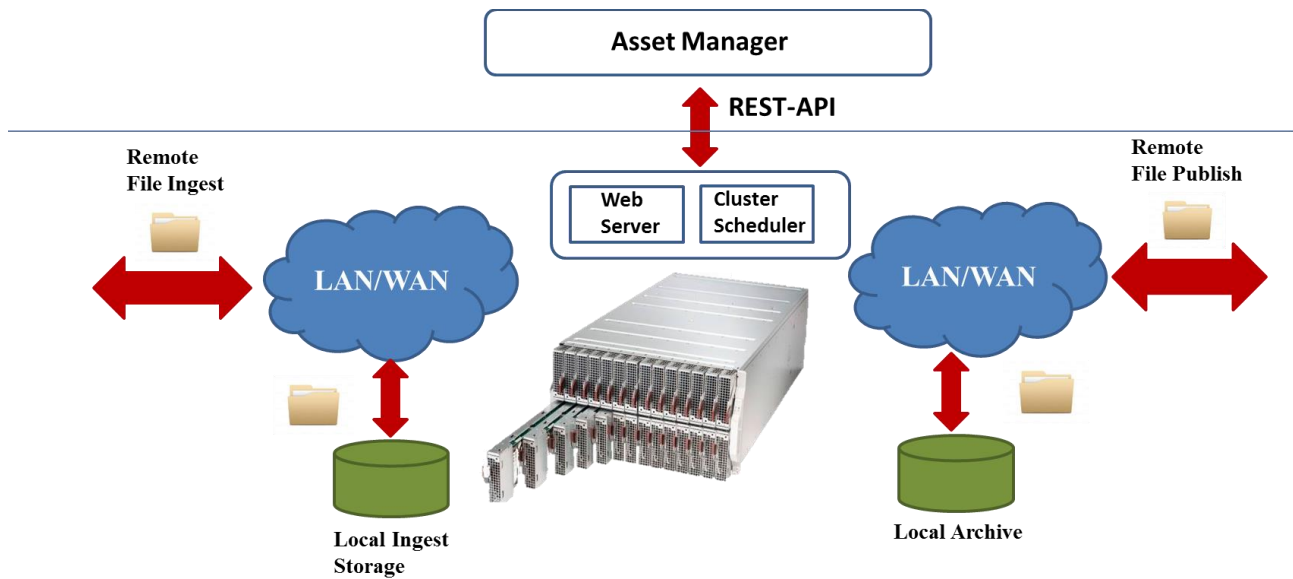 Asset Manager
REST-API
Remote
File Ingest
Remote
File Publish
Web
Server
Cluster
Scheduler
LAN/WAN
LAN/WAN
Local Ingest
Storage
Local Archive